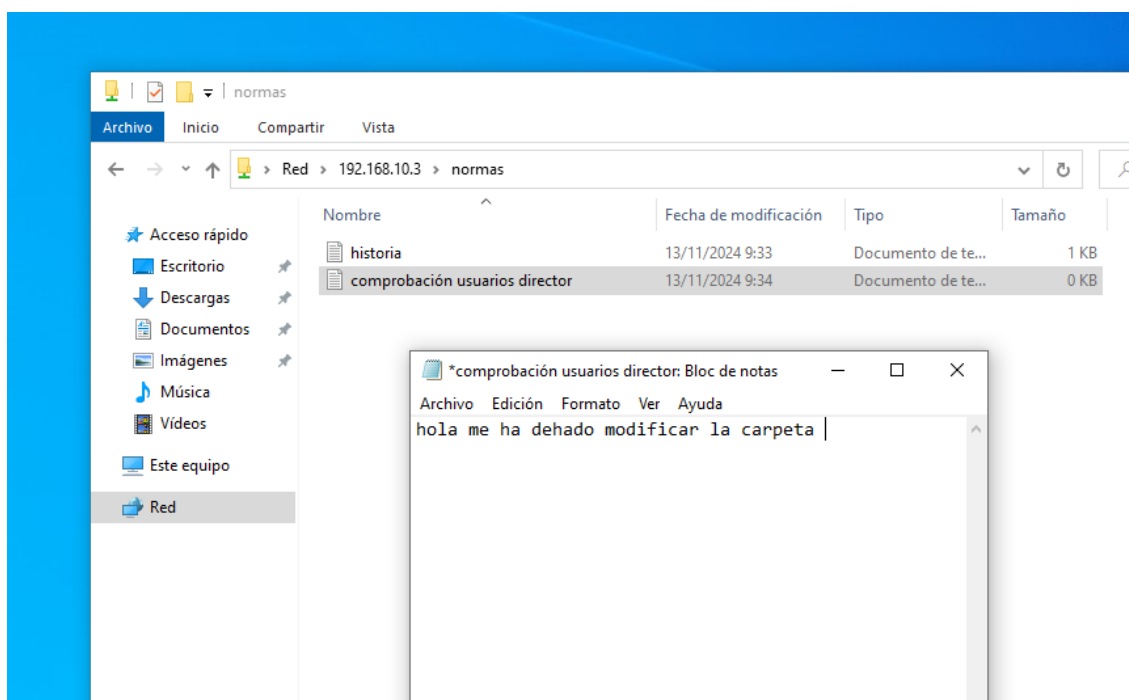 normas
Archivo Inicio Compartir Vista
Red > 192.168.10.3 > normas
Nombre Fecha de modificación Tipo Tamaño
Acceso rápido
Escritorio
Descargas
Documentos
Imágenes
Música
Vídeos
Este equipo
Red
historia 13/11/2024 9:33 Documento de te... 1 KB
comprobación usuarios director 13/11/2024 9:34 Documento de te... 0 KB
*comprobación usuarios director: Bloc de notas
Archivo Edición Formato Ver Ayuda
hola me ha dehado modificar la carpeta